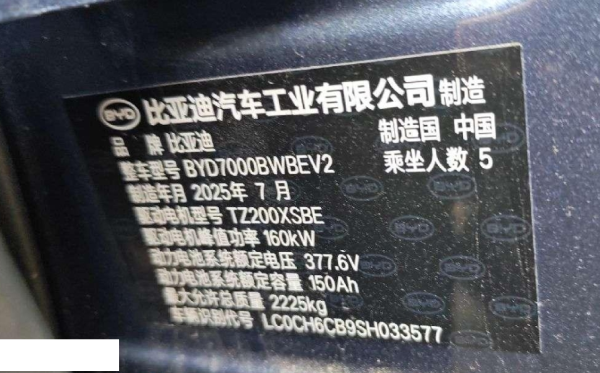 BYD 比亚迪汽车工业有限公司 制造
品 牌 比亚迪 制造国 中国
整车型号 BYD7000BWBEV2 乘坐人数 5
制造年月 2025年 7 月
驱动电机型号 TZ200XSBE
驱动电机峰值功率 160kW
动力电池系统额定电压 377.6V
动力电池系统额定容量 150Ah
最大允许总质量 2225kg
车辆识别代号 LC0CH6CB9SH033577